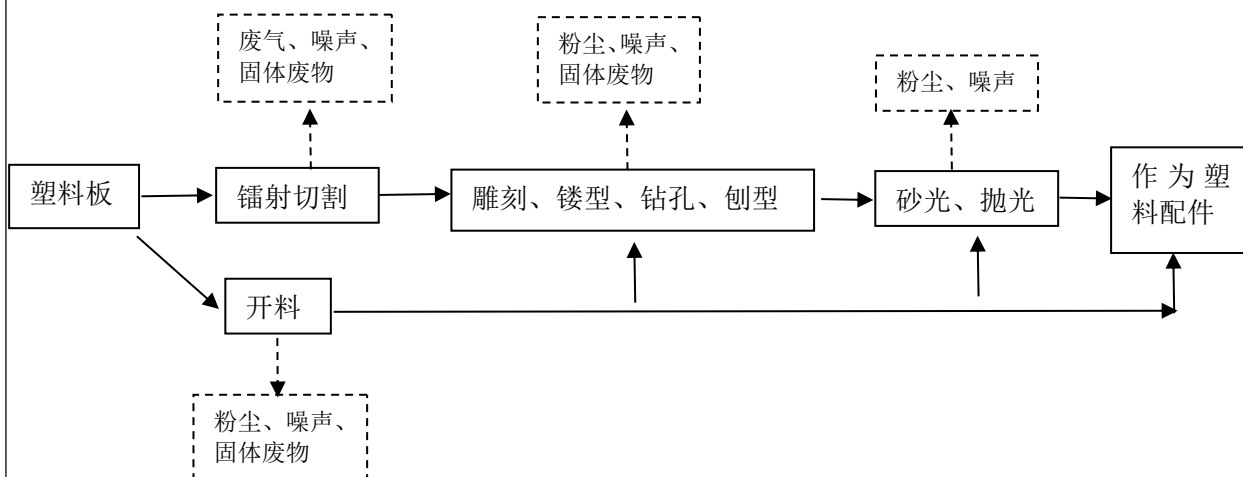 废气、噪声、
固体废物
粉尘、噪声、
固体废物
粉尘、噪声
塑料板
镭射切割
雕刻、镂型、钻孔、刨型
砂光、抛光
作为塑
料配件
开料
粉尘、噪声、
固体废物